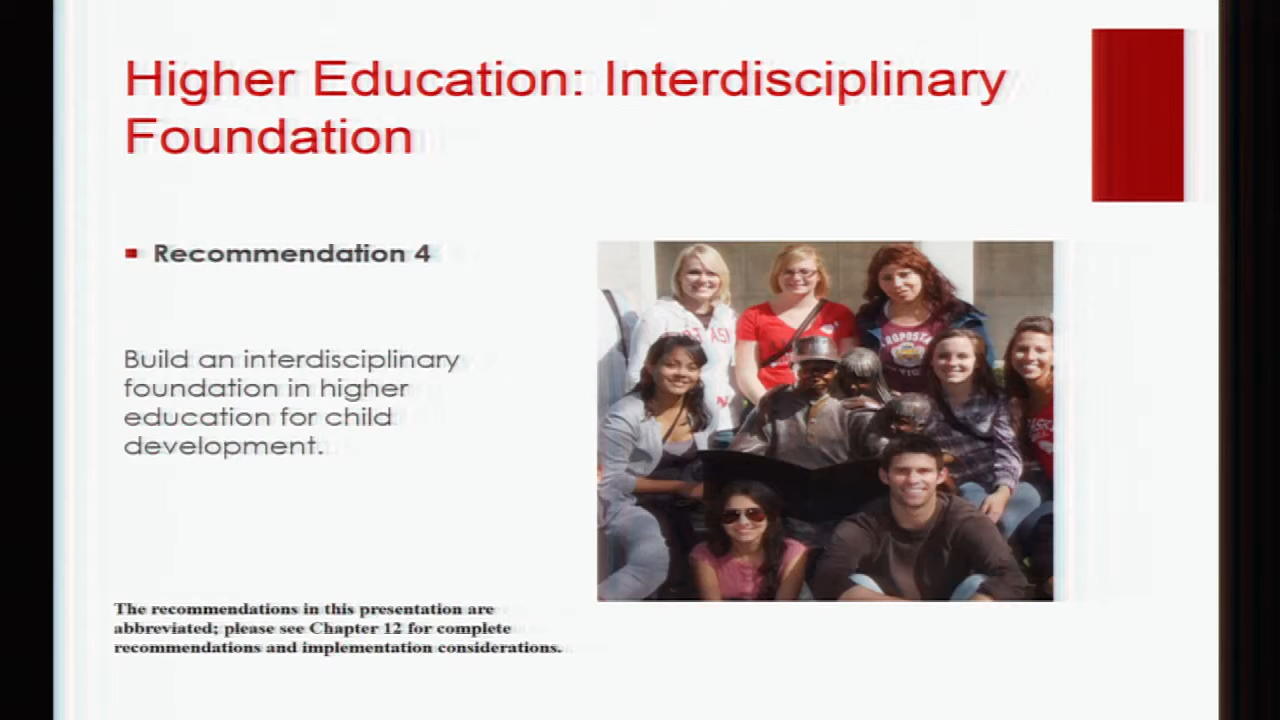 Higher Education: Interdisciplinary
Foundation
Recommendation 4
Build an interdisciplinary
foundation in higher
education for child
development.
The recommendations in this presentation are
abbreviated; please see Chapter 12 for complete
recommendations and implementation considerations.